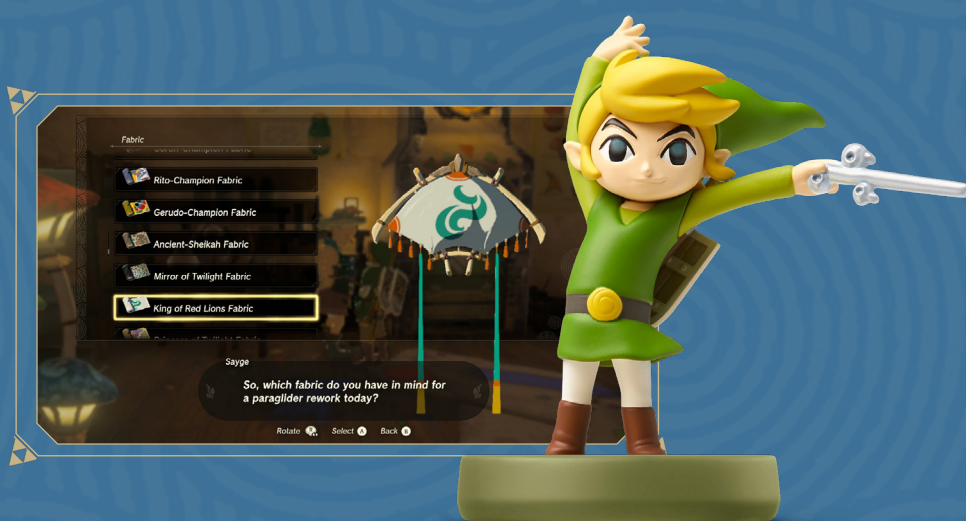 Fabric
Rito-Champion Fabric
Gerudo-Champion Fabric
Ancient-Sheikah Fabric
Mirror of Twilight Fabric
King of Red Lions Fabric
Sayge
So, which fabric do you have in mind for
a paraglider rework today?
Rotate R Select A Back B